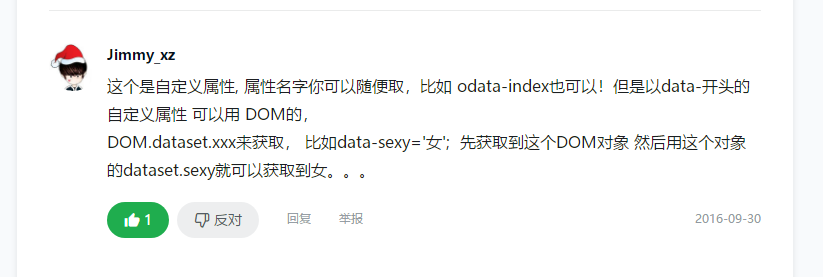 Jimmy_xz
这个是自定义属性, 属性名字你可以随便取，比如 odata-index也可以！但是以data-开头的
自定义属性 可以用 DOM的，
DOM.dataset.xxx来获取， 比如data-sexy='女'；先获取到这个DOM对象 然后用这个对象
的dataset.sexy就可以获取到女。。。
1 反对 回复 举报 2016-09-30